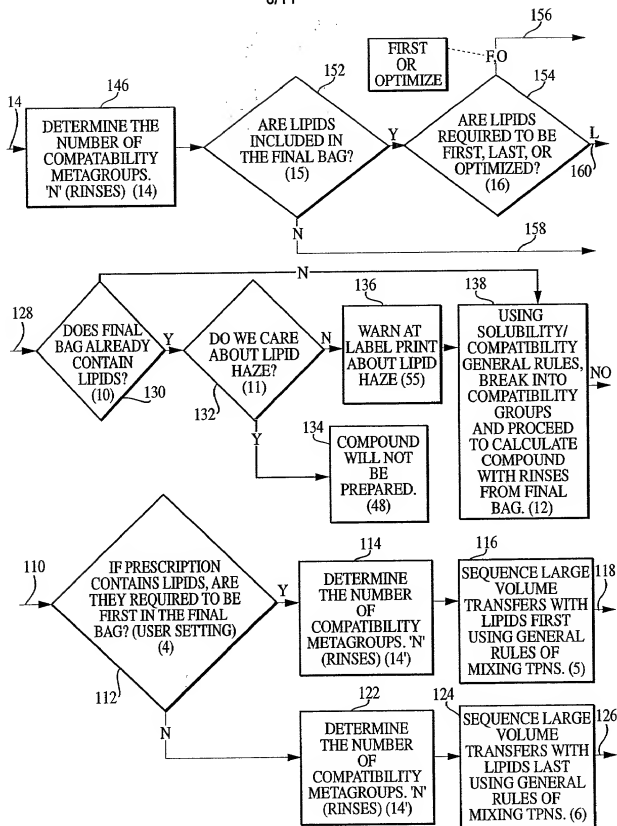 156
FIRST
OR
OPTIMIZE
F,O
146
152
154
14
DETERMINE THE
NUMBER OF
COMPATABILITY
METAGROUPS.
'N' (RINSES) (14)
ARE LIPIDS
INCLUDED IN
THE FINAL BAG?
(15)
Y
ARE LIPIDS
REQUIRED TO BE
FIRST, LAST, OR
OPTIMIZED?
(16)
L
160
N
158
N
128
DOES FINAL
BAG ALREADY
CONTAIN
LIPIDS?
(10)
130
Y
DO WE CARE
ABOUT LIPID
HAZE?
(11)
132
N
136
WARN AT
LABEL PRINT
ABOUT LIPID
HAZE (55)
138
USING
SOLUBILITY/
COMPATIBILITY
GENERAL RULES,
BREAK INTO
COMPATIBILITY
GROUPS
AND PROCEED
TO CALCULATE
COMPOUND
WITH RINSES
FROM FINAL
BAG. (12)
NO
Y
134
COMPOUND
WILL NOT
BE
PREPARED.
(48)
110
IF PRESCRIPTION
CONTAINS LIPIDS, ARE
THEY REQUIRED TO BE
FIRST IN THE FINAL
BAG? (USER SETTING)
(4)
112
Y
114
DETERMINE
THE NUMBER
OF
COMPATIBILITY
METAGROUPS. 'N'
(RINSES) (14')
116
SEQUENCE LARGE
VOLUME
TRANSFERS WITH
LIPIDS FIRST
USING GENERAL
RULES OF
MIXING TPNS. (5)
118
N
122
DETERMINE
THE NUMBER
OF
COMPATIBILITY
METAGROUPS. 'N'
(RINSES) (14')
124
SEQUENCE LARGE
VOLUME
TRANSFERS WITH
LIPIDS LAST
USING GENERAL
RULES OF
MIXING TPNS. (6)
126